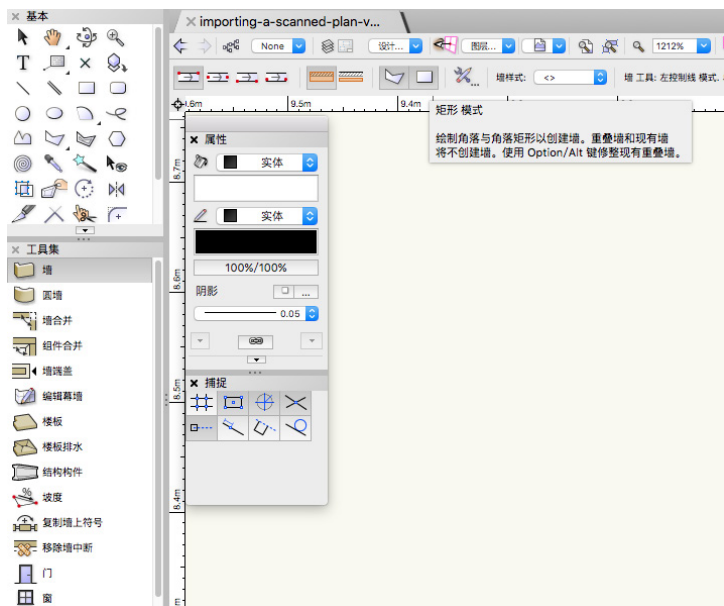 基本
importing-a-scanned-plan-v...
None
设计...
图层...
1212%
墙样式: <>
墙 工具: 左控制线 模式.
9.5m
9.4m
矩形 模式
绘制角落与角落矩形以创建墙。重叠墙和现有墙
将不创建墙。使用 Option/Alt 键修整现有重叠墙。
属性
8.7m
实体
实体
100%/100%
8.6m
阴影
...
0.05
捕捉
8.5m
8.4m
工具集
墙
圆墙
墙合并
组件合并
墙端盖
编辑幕墙
楼板
楼板排水
结构构件
% 坡度
复制墙上符号
移除墙中断
门
窗